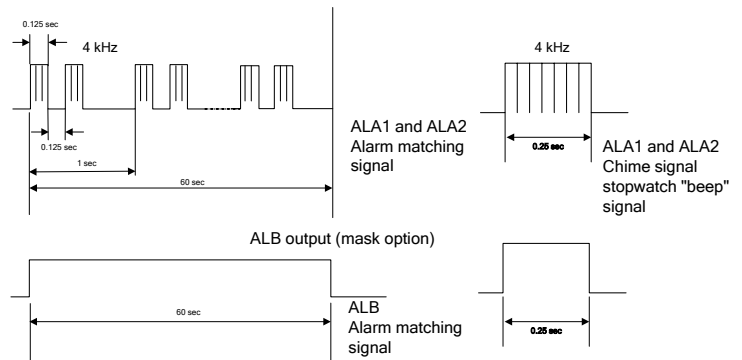 0.125 sec
4 kHz
0.125 sec
1 sec
60 sec
ALA1 and ALA2
Alarm matching
signal
4 kHz
0.25 sec
ALA1 and ALA2
Chime signal
stopwatch "beep"
signal
ALB output (mask option)
60 sec
ALB
Alarm matching
signal
0.25 sec